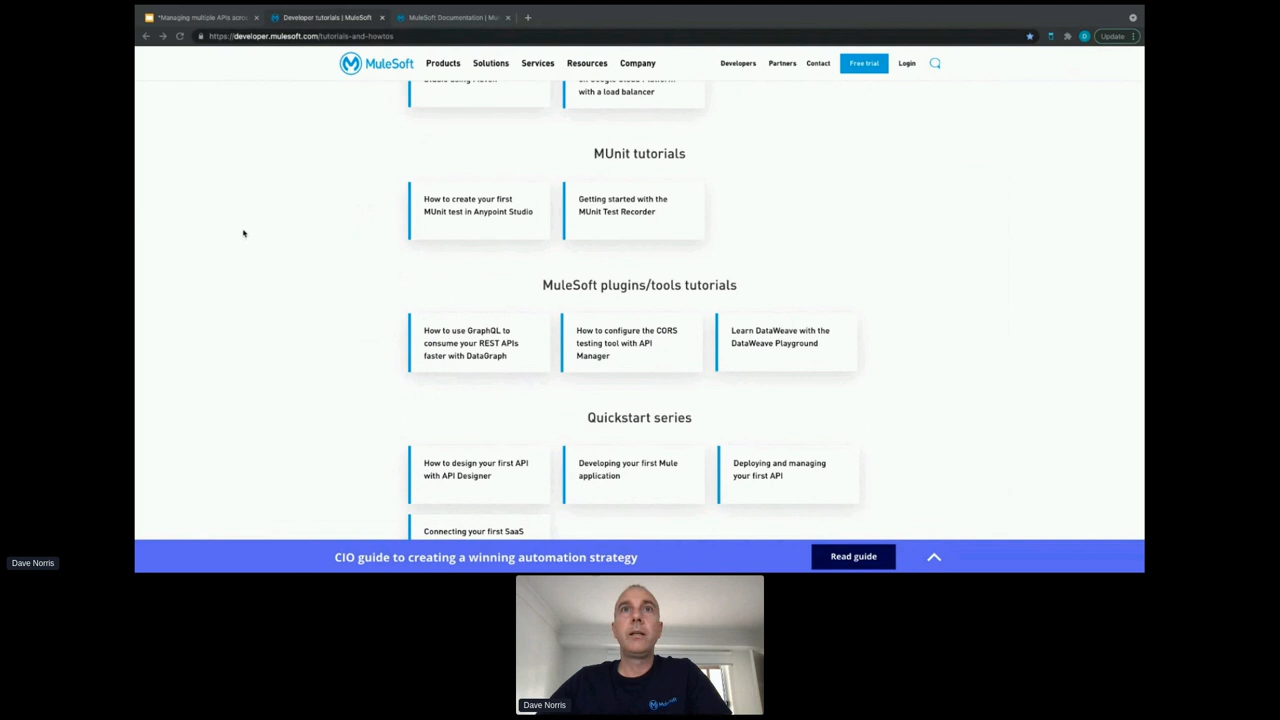 *Managing multiple APIs acro
Developer tutorials | MuleSoft
MuleSoft Documentation | Mu
https://developer.mulesoft.com/tutorials-and-howtos
Update
MuleSoft
Products
Solutions
Services
Resources
Company
Developers
Partners
Contact
Free trial
Login
with a load balancer
MUnit tutorials
How to create your first
MUnit test in Anypoint Studio
Getting started with the
MUnit Test Recorder
MuleSoft plugins/tools tutorials
How to use GraphQL to
consume your REST APIs
faster with DataGraph
How to configure the CORS
testing tool with API
Manager
Learn DataWeave with the
DataWeave Playground
Quickstart series
How to design your first API
with API Designer
Developing your first Mule
application
Deploying and managing
your first API
Connecting your first SaaS
CIO guide to creating a winning automation strategy
Read guide
Dave Norris
MuleSoft
Dave Norris